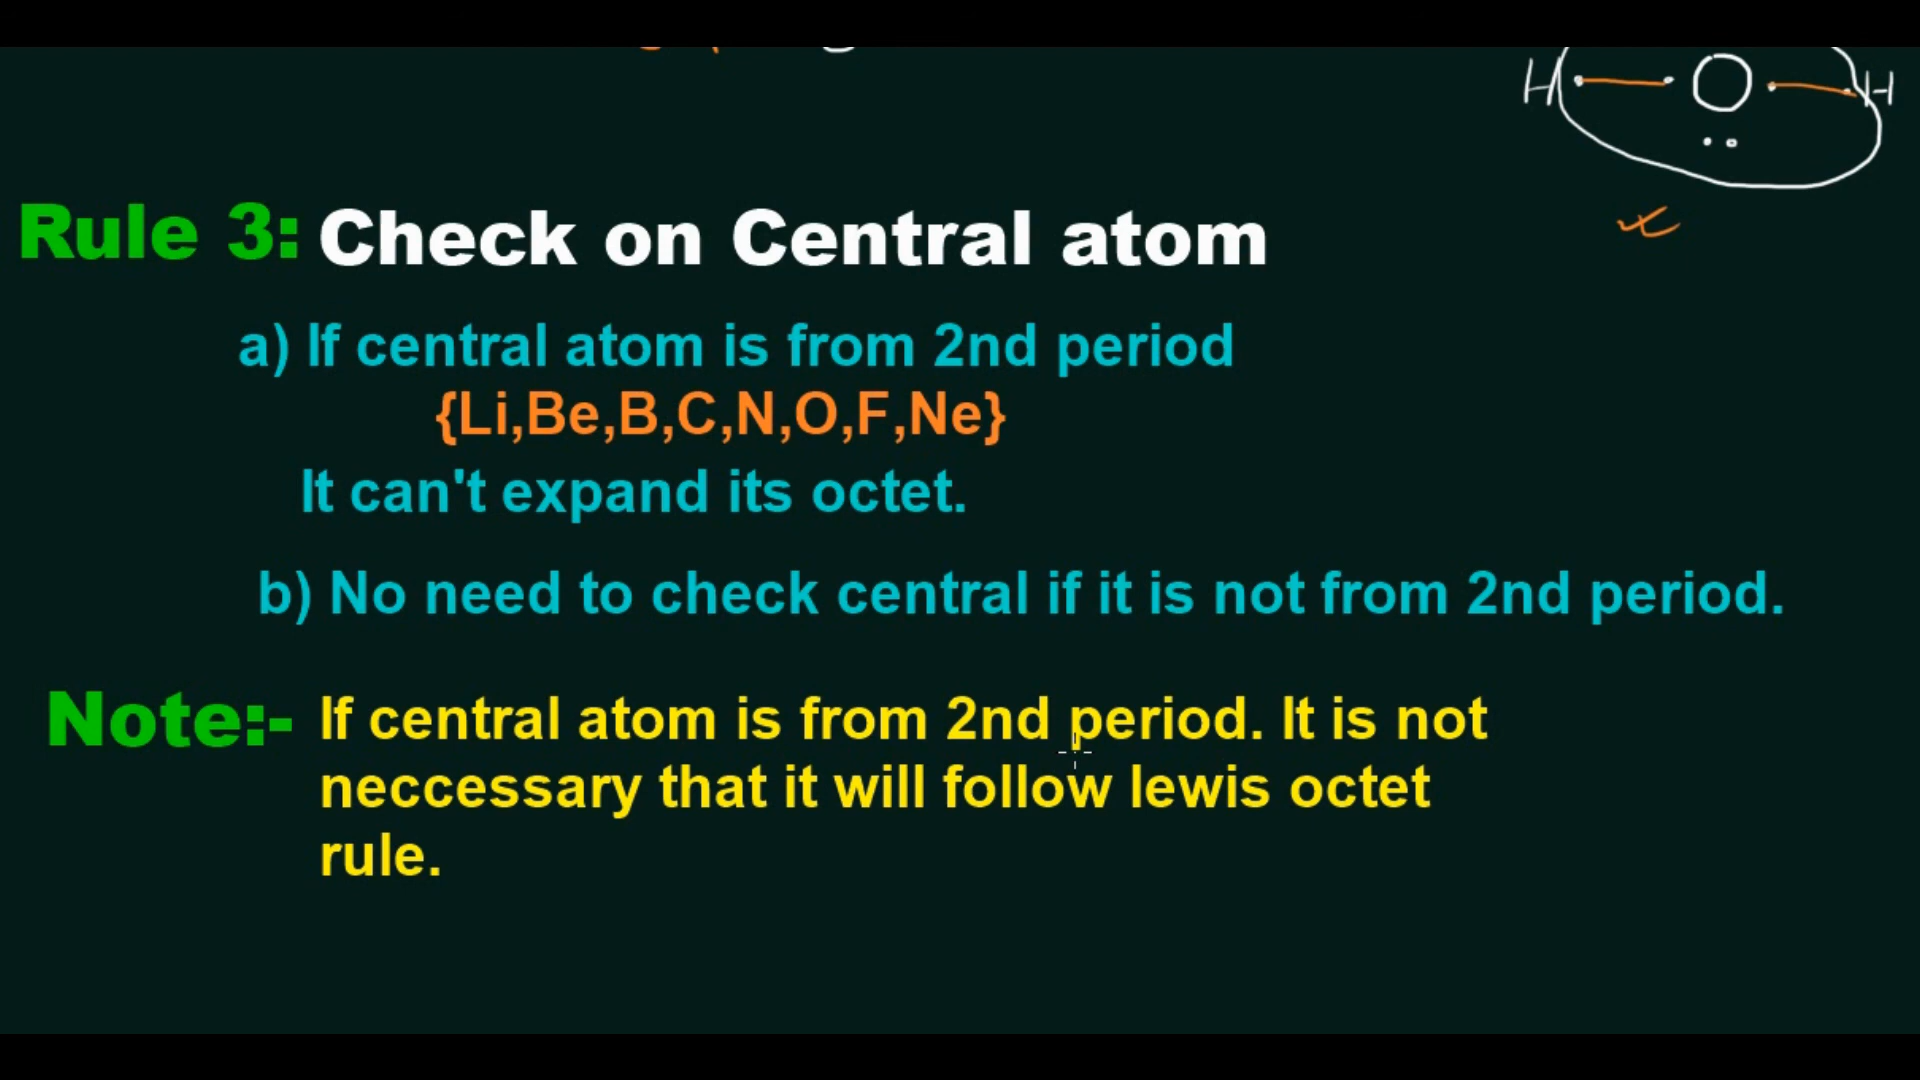 H O H
Rule 3: Check on Central atom
a) If central atom is from 2nd period
{Li,Be,B,C,N,O,F,Ne}
It can't expand its octet.
b) No need to check central if it is not from 2nd period.
Note:- If central atom is from 2nd period. It is not
neccessary that it will follow lewis octet
rule.